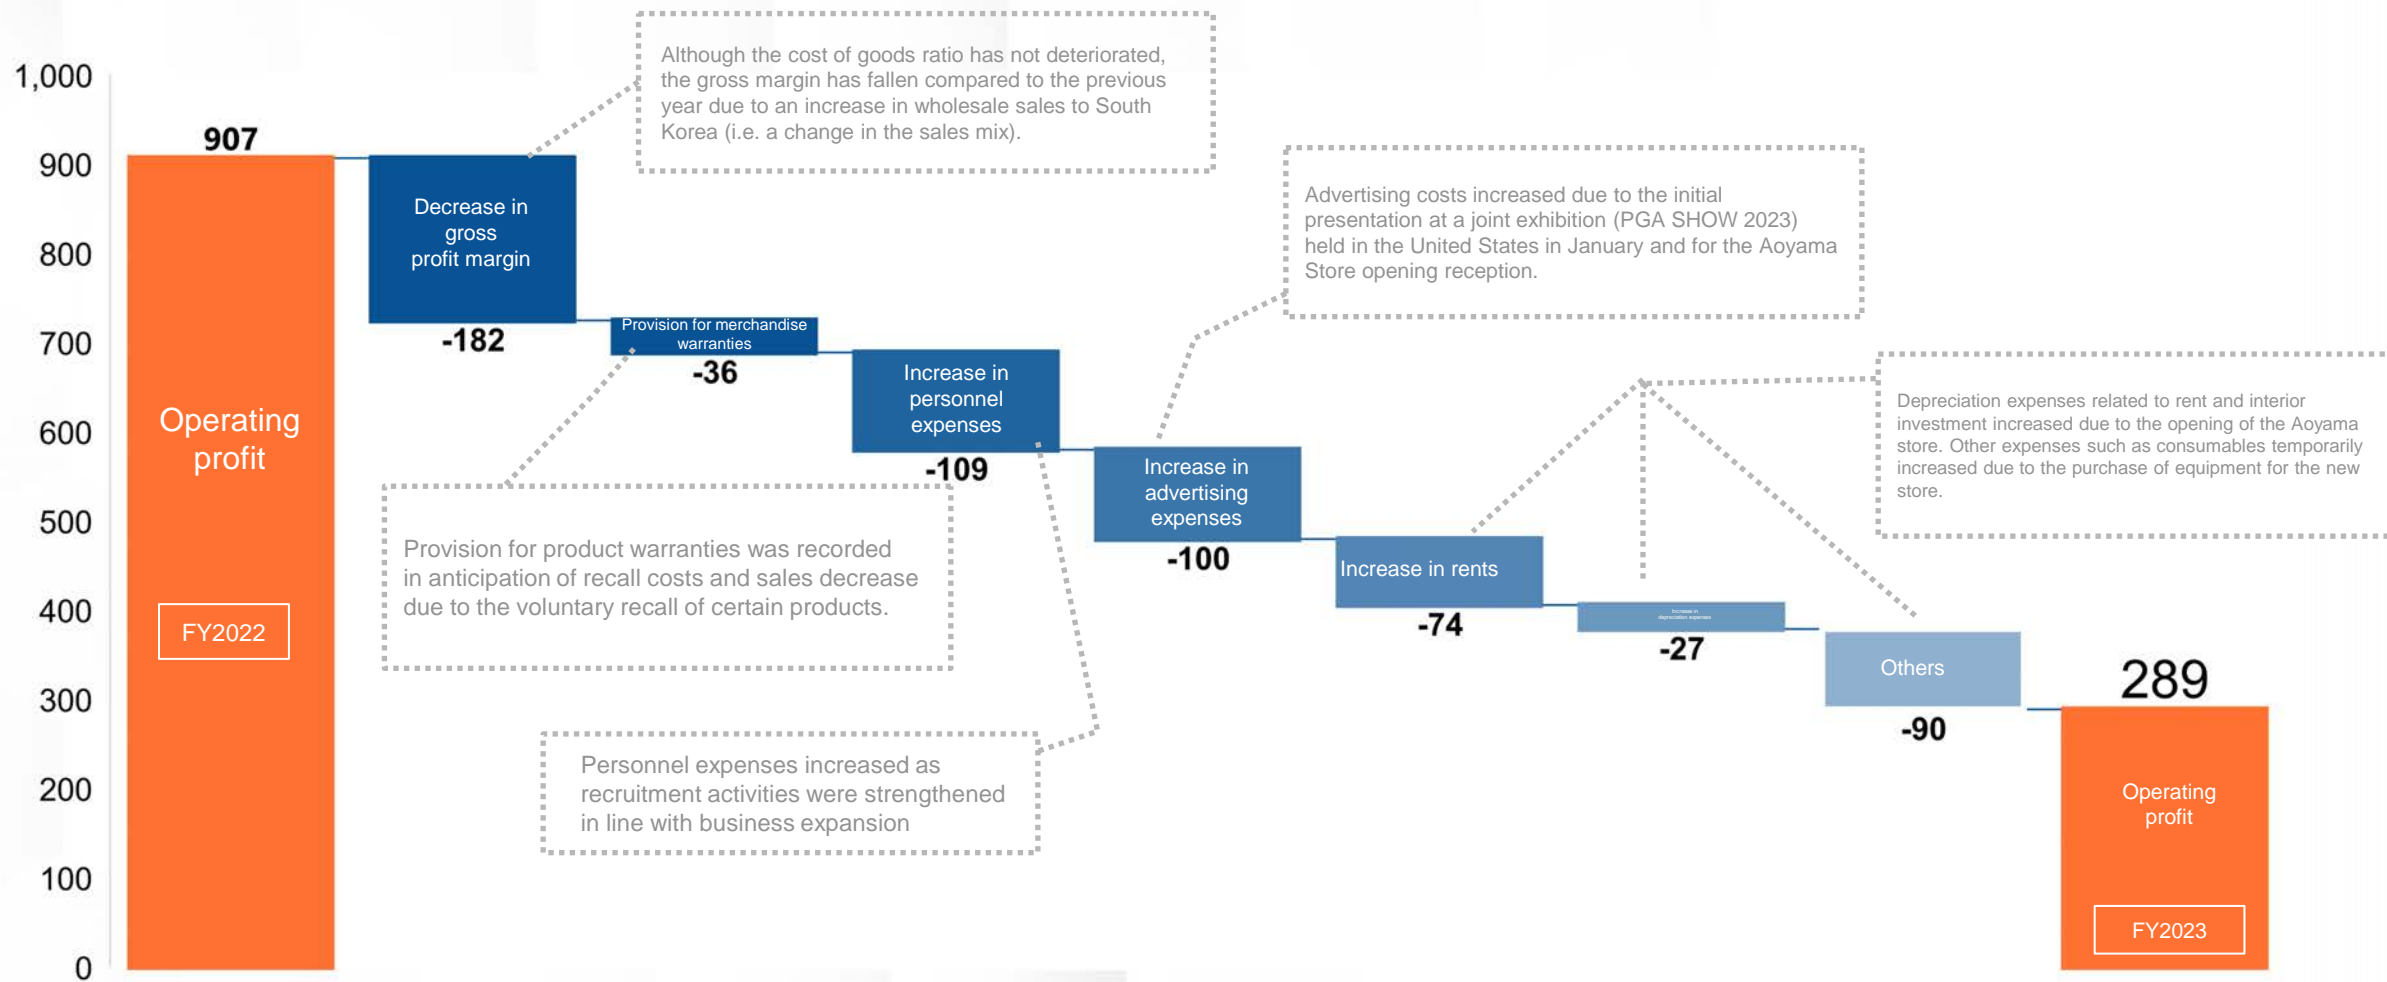 Although the cost of goods ratio has not deteriorated,
the gross margin has fallen compared to the previous
year due to an increase in wholesale sales to South
Korea (i.e. a change in the sales mix).
1,000
900
800
700
600
500
400
300
200
100
0
907
Operating
profit
FY2022
Decrease in
gross
profit margin
-182
Provision for merchandise
warranties
-36
Provision for product warranties was recorded
in anticipation of recall costs and sales decrease
due to the voluntary recall of certain products.
Increase in
personnel
expenses
-109
Personnel expenses increased as
recruitment activities were strengthened
in line with business expansion
Advertising costs increased due to the initial
presentation at a joint exhibition (PGA SHOW 2023)
held in the United States in January and for the Aoyama
Store opening reception.
Increase in
advertising
expenses
-100
Increase in rents
-74
Increase in
depreciation expenses
-27
Depreciation expenses related to rent and interior
investment increased due to the opening of the Aoyama
store. Other expenses such as consumables temporarily
increased due to the purchase of equipment for the new
store.
Others
-90
289
Operating
profit
FY2023